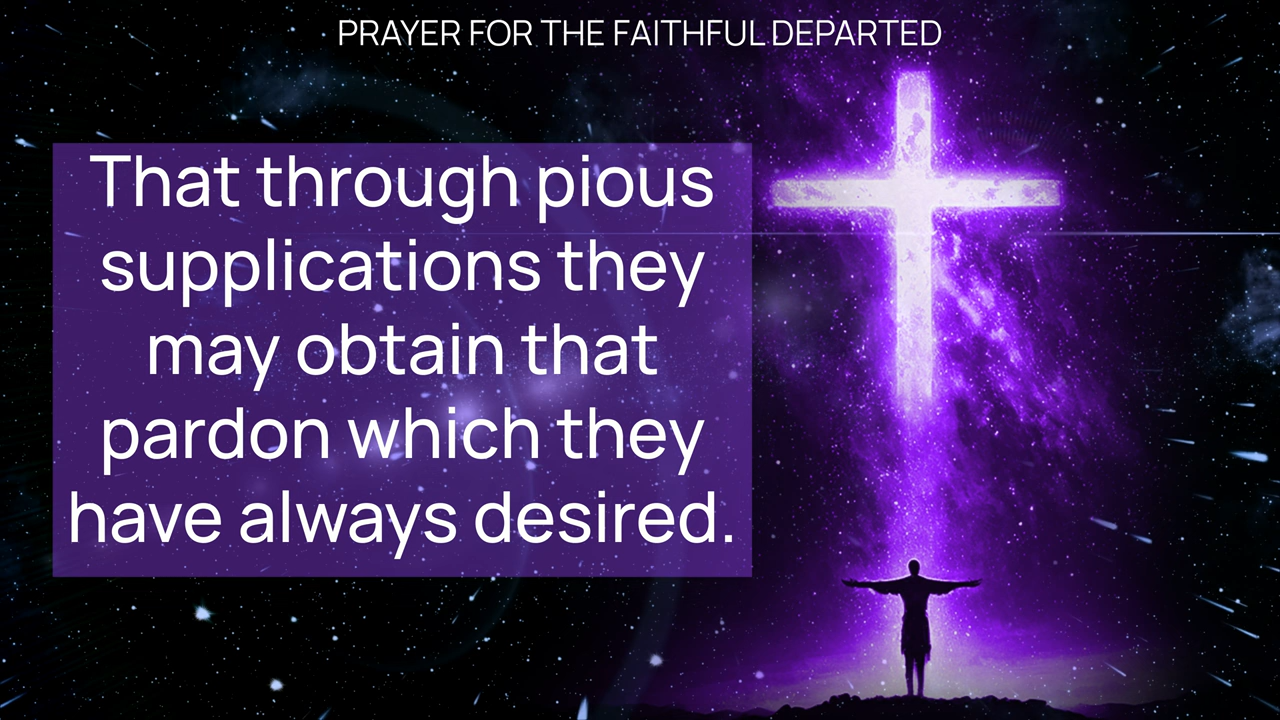 PRAYER FOR THE FAITHFUL DEPARTED
That through pious
supplications they
may obtain that
pardon which they
have always desired.